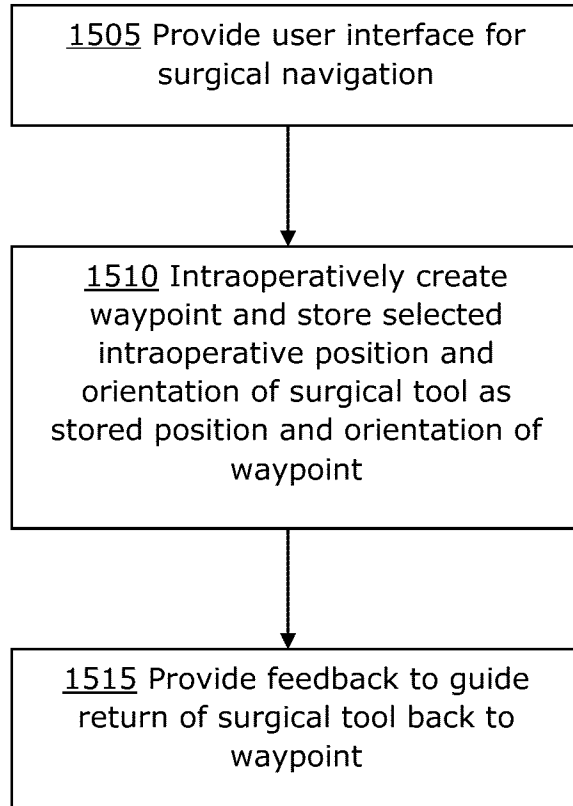 1505 Provide user interface for
surgical navigation
1510 Intraoperatively create
waypoint and store selected
intraoperative position and
orientation of surgical tool as
stored position and orientation of
waypoint
1515 Provide feedback to guide
return of surgical tool back to
waypoint